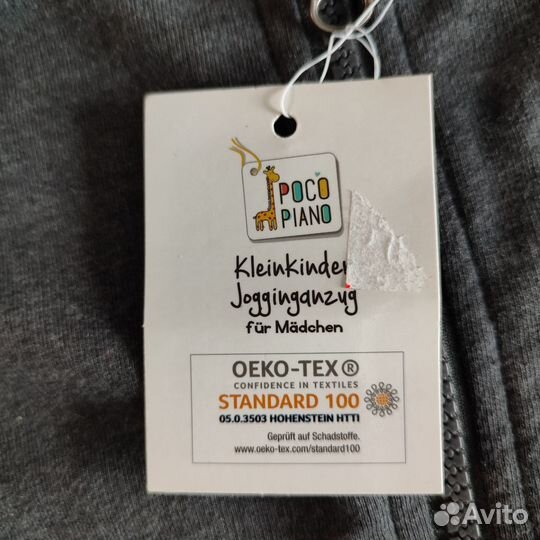 POCO
PIANO
Kleinkinder
Jogginganzug
für Mädchen
OEKO-TEX®
CONFIDENCE IN TEXTILES
STANDARD 100
05.0.3503 HOHENSTEIN HTTI
Geprüft auf Schadstoffe.
www.oeko-tex.com/standard100
Avito